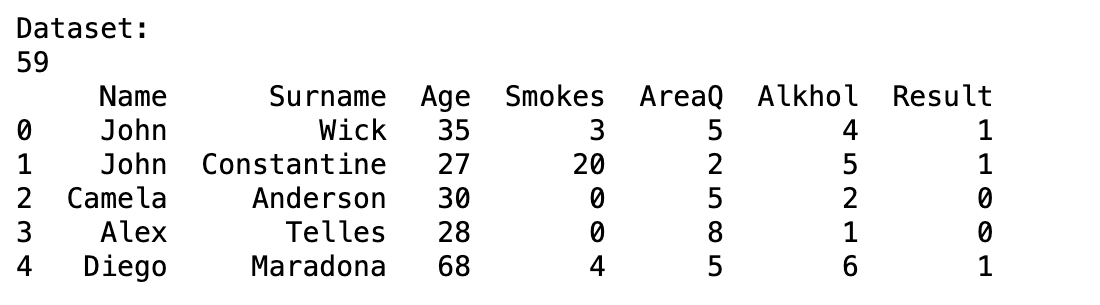 Dataset:
59
Name Surname Age Smokes AreaQ Alkhol Result
0 John Wick 35 3 5 4 1
1 John Constantine 27 20 2 5 1
2 Camela Anderson 30 0 5 2 0
3 Alex Telles 28 0 8 1 0
4 Diego Maradona 68 4 5 6 1